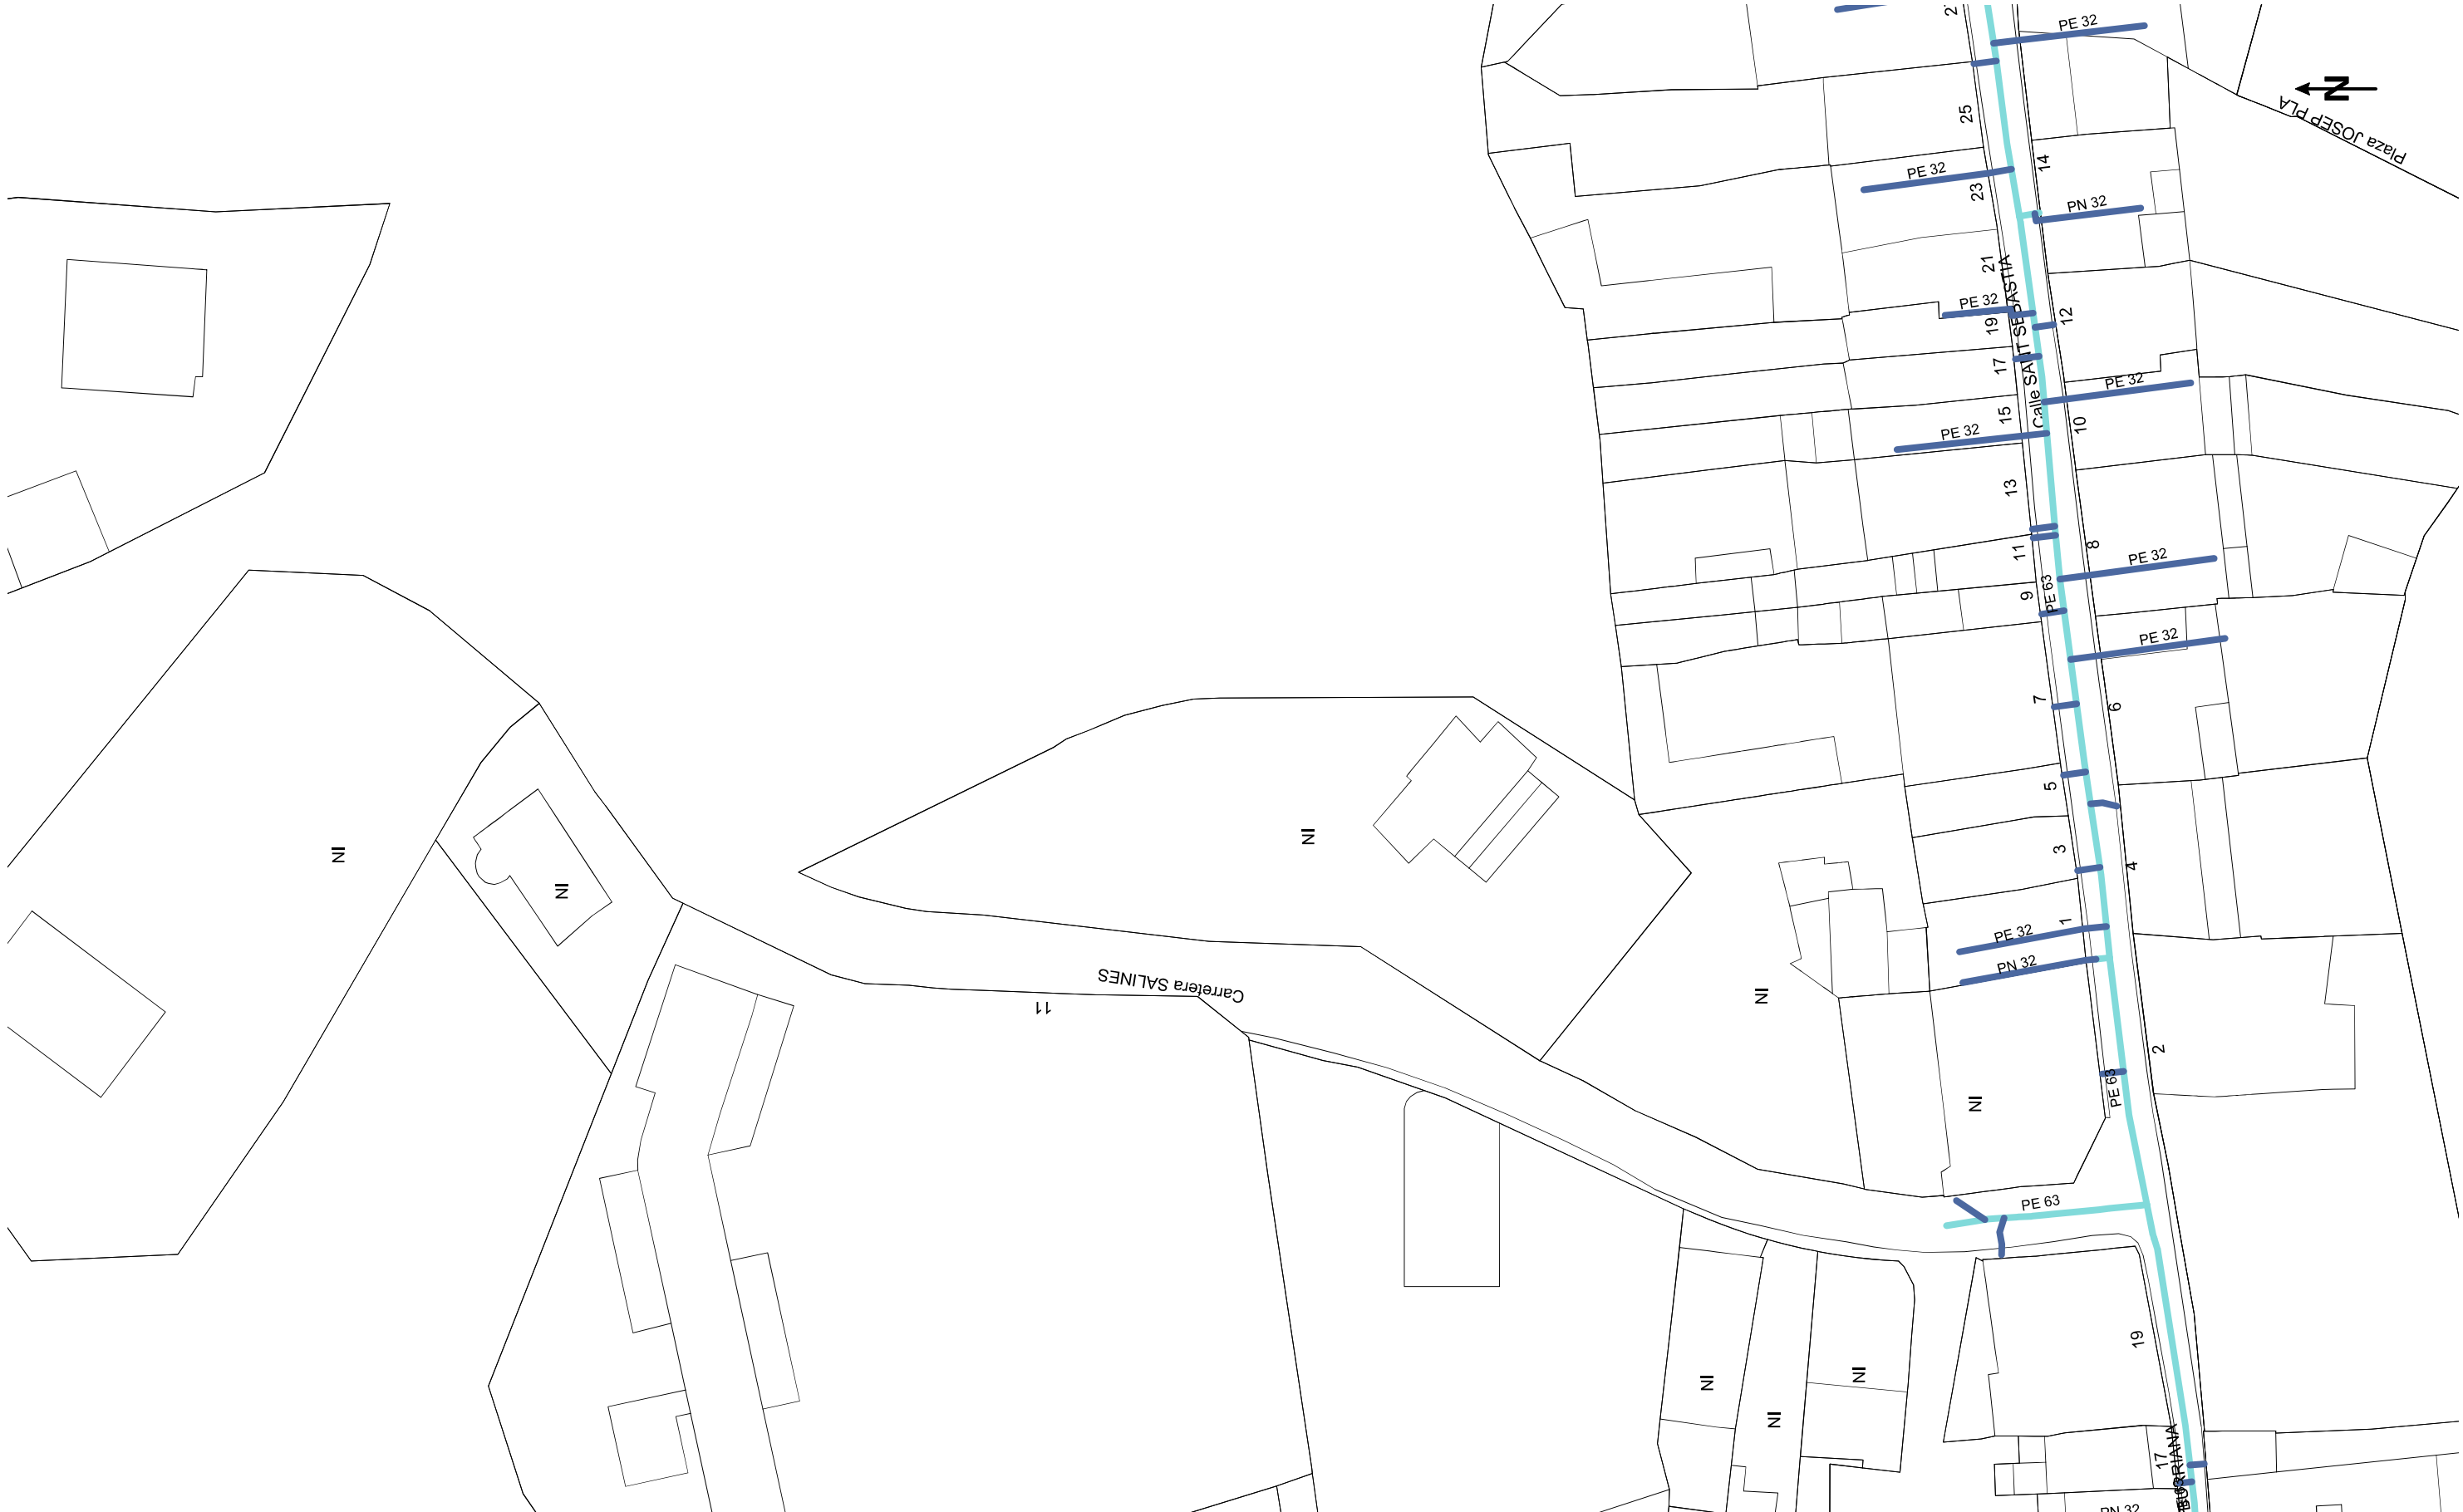 2
PE 32
N
Plaza JOSEP PLA
25
14
PE 32
23
PN 32
21
PE 32
19
12
Calle SANT SEBASTIA
17
PE 32
15
10
PE 32
13
11
8
PE 32
9
PE 63
PE 32
7
6
5
3
4
NI
NI
NI
1
PE 32
PN 32
NI
Carretera SALINES
11
2
PE 63
NI
PE 63
19
NI
NI
NI
17
PN 32